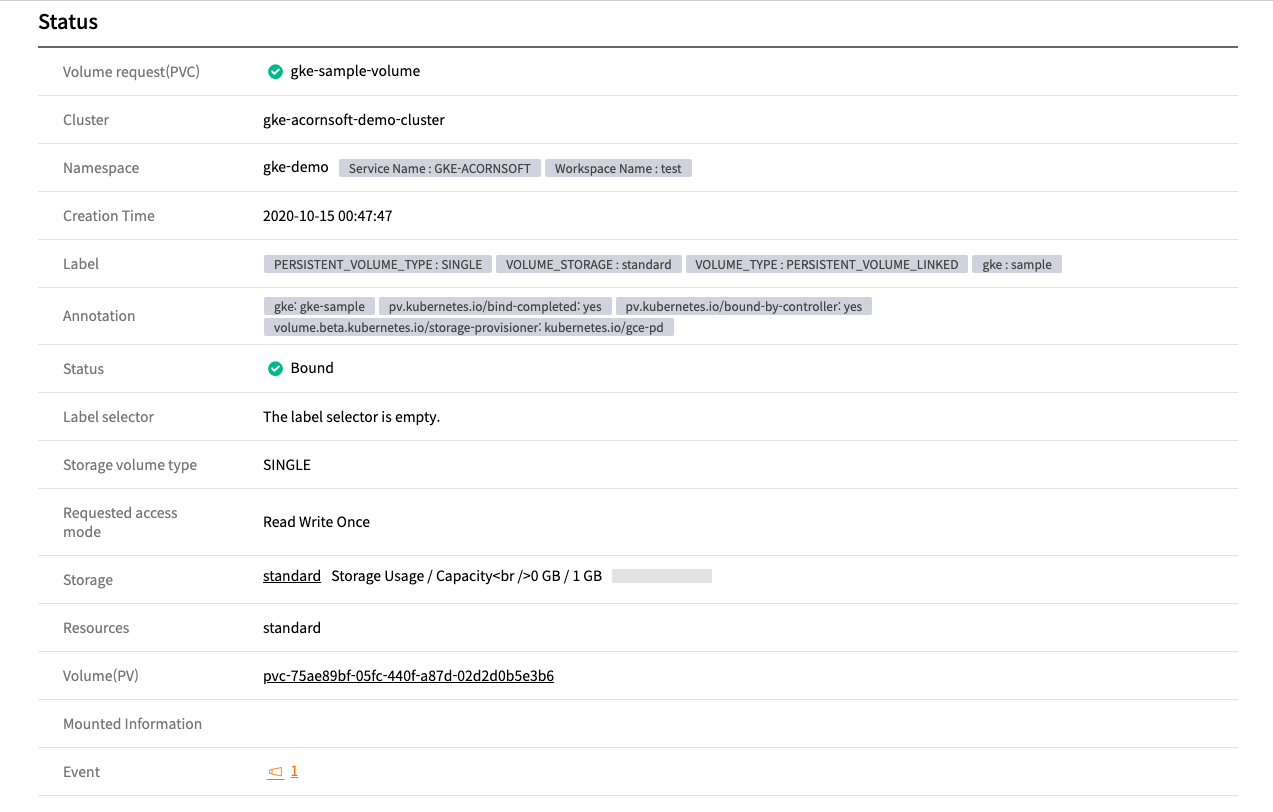 Status
Volume request(PVC) gke-sample-volume
Cluster gke-acornsoft-demo-cluster
Namespace gke-demo Service Name : GKE-ACORNSOFT Workspace Name : test
Creation Time 2020-10-15 00:47:47
Label PERSISTENT_VOLUME_TYPE : SINGLE VOLUME_STORAGE : standard VOLUME_TYPE : PERSISTENT_VOLUME_LINKED gke : sample
Annotation gke: gke-sample pv.kubernetes.io/bind-completed: yes pv.kubernetes.io/bound-by-controller: yes
volume.beta.kubernetes.io/storage-provisioner: kubernetes.io/gce-pd
Status Bound
Label selector The label selector is empty.
Storage volume type SINGLE
Requested access
mode Read Write Once
Storage standard Storage Usage / Capacity<br />0 GB / 1 GB
Resources standard
Volume(PV) pvc-75ae89bf-05fc-440f-a87d-02d2d0b5e3b6
Mounted Information
Event 1